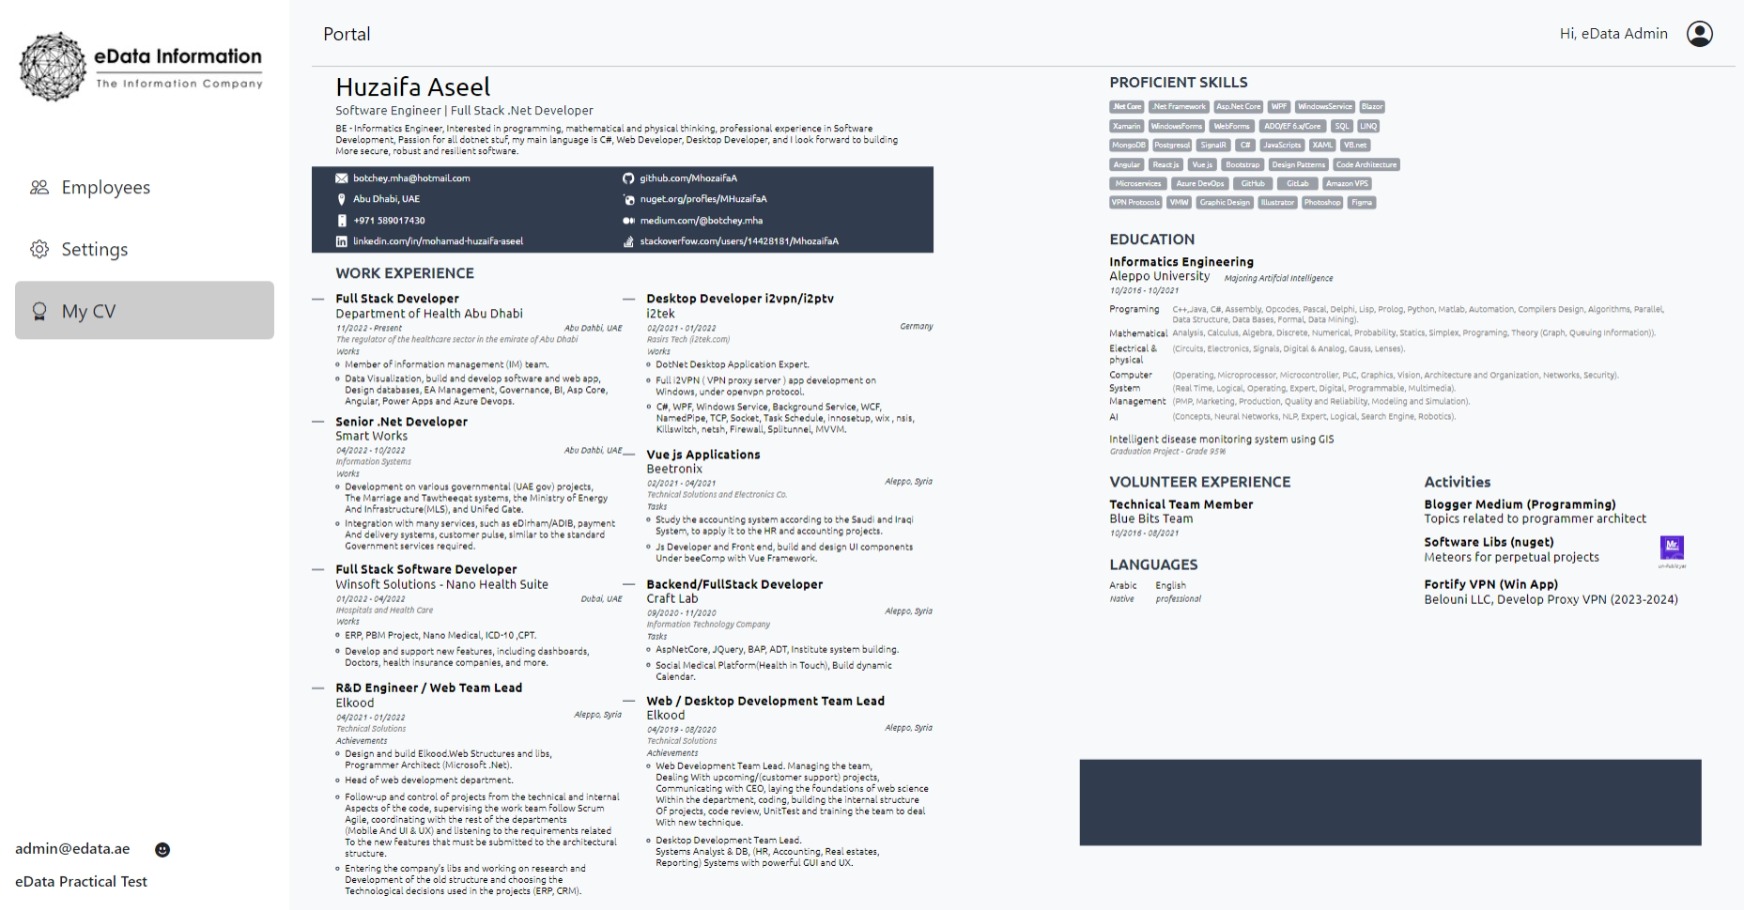 eData Information
The Information Company
Employees
Settings
My CV
admin@edata.ae
eData Practical Test
Portal
Hi, eData Admin
Huzaifa Aseel
Software Engineer | Full Stack .Net Developer
BE - Informatics Engineer, Interested in programming, mathematical and physical thinking, professional experience in Software
Development, Passion for all dotnet stuf, my main language is C#, Web Developer, Desktop Developer, and I look forward to building
More secure, robust and resilient software.
botchey.mha@hotmail.com
Abu Dhabi, UAE
+971 589017430
linkedin.com/in/mohamad-huzaifa-aseel
github.com/MhozaifaA
nuget.org/profles/MHuzaifaA
medium.com/@botchey.mha
stackoverfow.com/users/14428181/MhozaifaA
WORK EXPERIENCE
Full Stack Developer
Department of Health Abu Dhabi
11/2022 - Present Abu Dahbi, UAE
The regulator of the healthcare sector in the emirate of Abu Dhabi
Works
Member of information management (IM) team.
Data Visualization, build and develop software and web app,
Design databases, EA Management, Governance, BI, Asp Core,
Angular, Power Apps and Azure Devops.
Senior .Net Developer
Smart Works
04/2022 - 10/2022 Abu Dahbi, UAE
Information Systems
Works
Development on various governmental (UAE gov) projects,
The Marriage and Tawtheeqat systems, the Ministry of Energy
And Infrastructure(MLS), and Unifed Gate.
Integration with many services, such as eDirham/ADIB, payment
And delivery systems, customer pulse, similar to the standard
Government services required.
Full Stack Software Developer
Winsoft Solutions - Nano Health Suite
01/2022 - 04/2022 Dubai, UAE
IHospitals and Health Care
Works
ERP, PBM Project, Nano Medical, ICD-10 ,CPT.
Develop and support new features, including dashboards,
Doctors, health insurance companies, and more.
R&D Engineer / Web Team Lead
Elkood
04/2021 - 01/2022 Aleppo, Syria
Technical Solutions
Achievements
Design and build Elkood.Web Structures and libs,
Programmer Architect (Microsoft .Net).
Head of web development department.
Follow-up and control of projects from the technical and internal
Aspects of the code, supervising the work team follow Scrum
Agile, coordinating with the rest of the departments
(Mobile And UI & UX) and listening to the requirements related
To the new features that must be submitted to the architectural
structure.
Entering the company's libs and working on research and
Development of the old structure and choosing the
Technological decisions used in the projects (ERP, CRM).
Desktop Developer i2vpn/i2ptv
i2tek
02/2021 - 01/2022 Germany
Rasirs Tech (i2tek.com)
Works
DotNet Desktop Application Expert.
Full i2VPN ( VPN proxy server ) app development on
Windows, under openvpn protocol.
C#, WPF, Windows Service, Background Service, WCF,
NamedPipe, TCP, Socket, Task Schedule, innosetup, wix , nsis,
Killswitch, netsh, Firewall, Splitunnel, MVVM.
Vue js Applications
Beetronix
02/2021 - 04/2021 Aleppo, Syria
Technical Solutions and Electronics Co.
Tasks
Study the accounting system according to the Saudi and Iraqi
System, to apply it to the HR and accounting projects.
Js Developer and Front end, build and design UI components
Under beeComp with Vue Framework.
Backend/FullStack Developer
Craft Lab
09/2020 - 11/2020 Aleppo, Syria
Information Technology Company
Tasks
AspNetCore, JQuery, BAP, ADT, Institute system building.
Social Medical Platform(Health in Touch), Build dynamic
Calendar.
Web / Desktop Development Team Lead
Elkood
04/2019 - 08/2020 Aleppo, Syria
Technical Solutions
Achievements
Web Development Team Lead. Managing the team,
Dealing With upcoming/(customer support) projects,
Communicating with CEO, laying the foundations of web science
Within the department, coding, building the internal structure
Of projects, code review, UnitTest and training the team to deal
With new technique.
Desktop Development Team Lead.
Systems Analyst & DB, (HR, Accounting, Real estates,
Reporting) Systems with powerful GUI and UX.
PROFICIENT SKILLS
.Net Core .Net Framework Asp.Net Core WPF WindowsService Blazor
Xamarin WindowsForms WebForms ADO/EF 6.x/Core SQL LINQ
MongoDB Postgresql SignalR C# JavaScripts XAML VB.net
Angular React js Vue js Bootstrap Design Patterns Code Architecture
Microservices Azure DevOps GitHub GitLab Amazon VPS
VPN Protocols VMW Graphic Design Illustrator Photoshop Figma
EDUCATION
Informatics Engineering
Aleppo University Majoring Artifcial Intelligence
10/2016 - 10/2021
Programing C++,Java, C#, Assembly, Opcodes, Pascal, Delphi, Lisp, Prolog, Python, Matlab, Automation, Compilers Design, Algorithms, Parallel,
Data Structure, Data Bases, Formal, Data Mining).
Mathematical Analysis, Calculus, Algebra, Discrete, Numerical, Probability, Statics, Simplex, Programing, Theory (Graph, Queuing Information)).
Electrical & (Circuits, Electronics, Signals, Digital & Analog, Gauss, Lenses).
physical
Computer (Operating, Microprocessor, Microcontroller, PLC, Graphics, Vision, Architecture and Organization, Networks, Security).
System (Real Time, Logical, Operating, Expert, Digital, Programmable, Multimedia).
Management (PMP, Marketing, Production, Quality and Reliability, Modeling and Simulation).
AI (Concepts, Neural Networks, NLP, Expert, Logical, Search Engine, Robotics).
Intelligent disease monitoring system using GIS
Graduation Project - Grade 95%
VOLUNTEER EXPERIENCE
Technical Team Member
Blue Bits Team
10/2016 - 08/2021
LANGUAGES
Arabic English
Native professional
Activities
Blogger Medium (Programming)
Topics related to programmer architect
Software Libs (nuget)
Meteors for perpetual projects
Mr.
Fortify VPN (Win App)
Belouni LLC, Develop Proxy VPN (2023-2024)